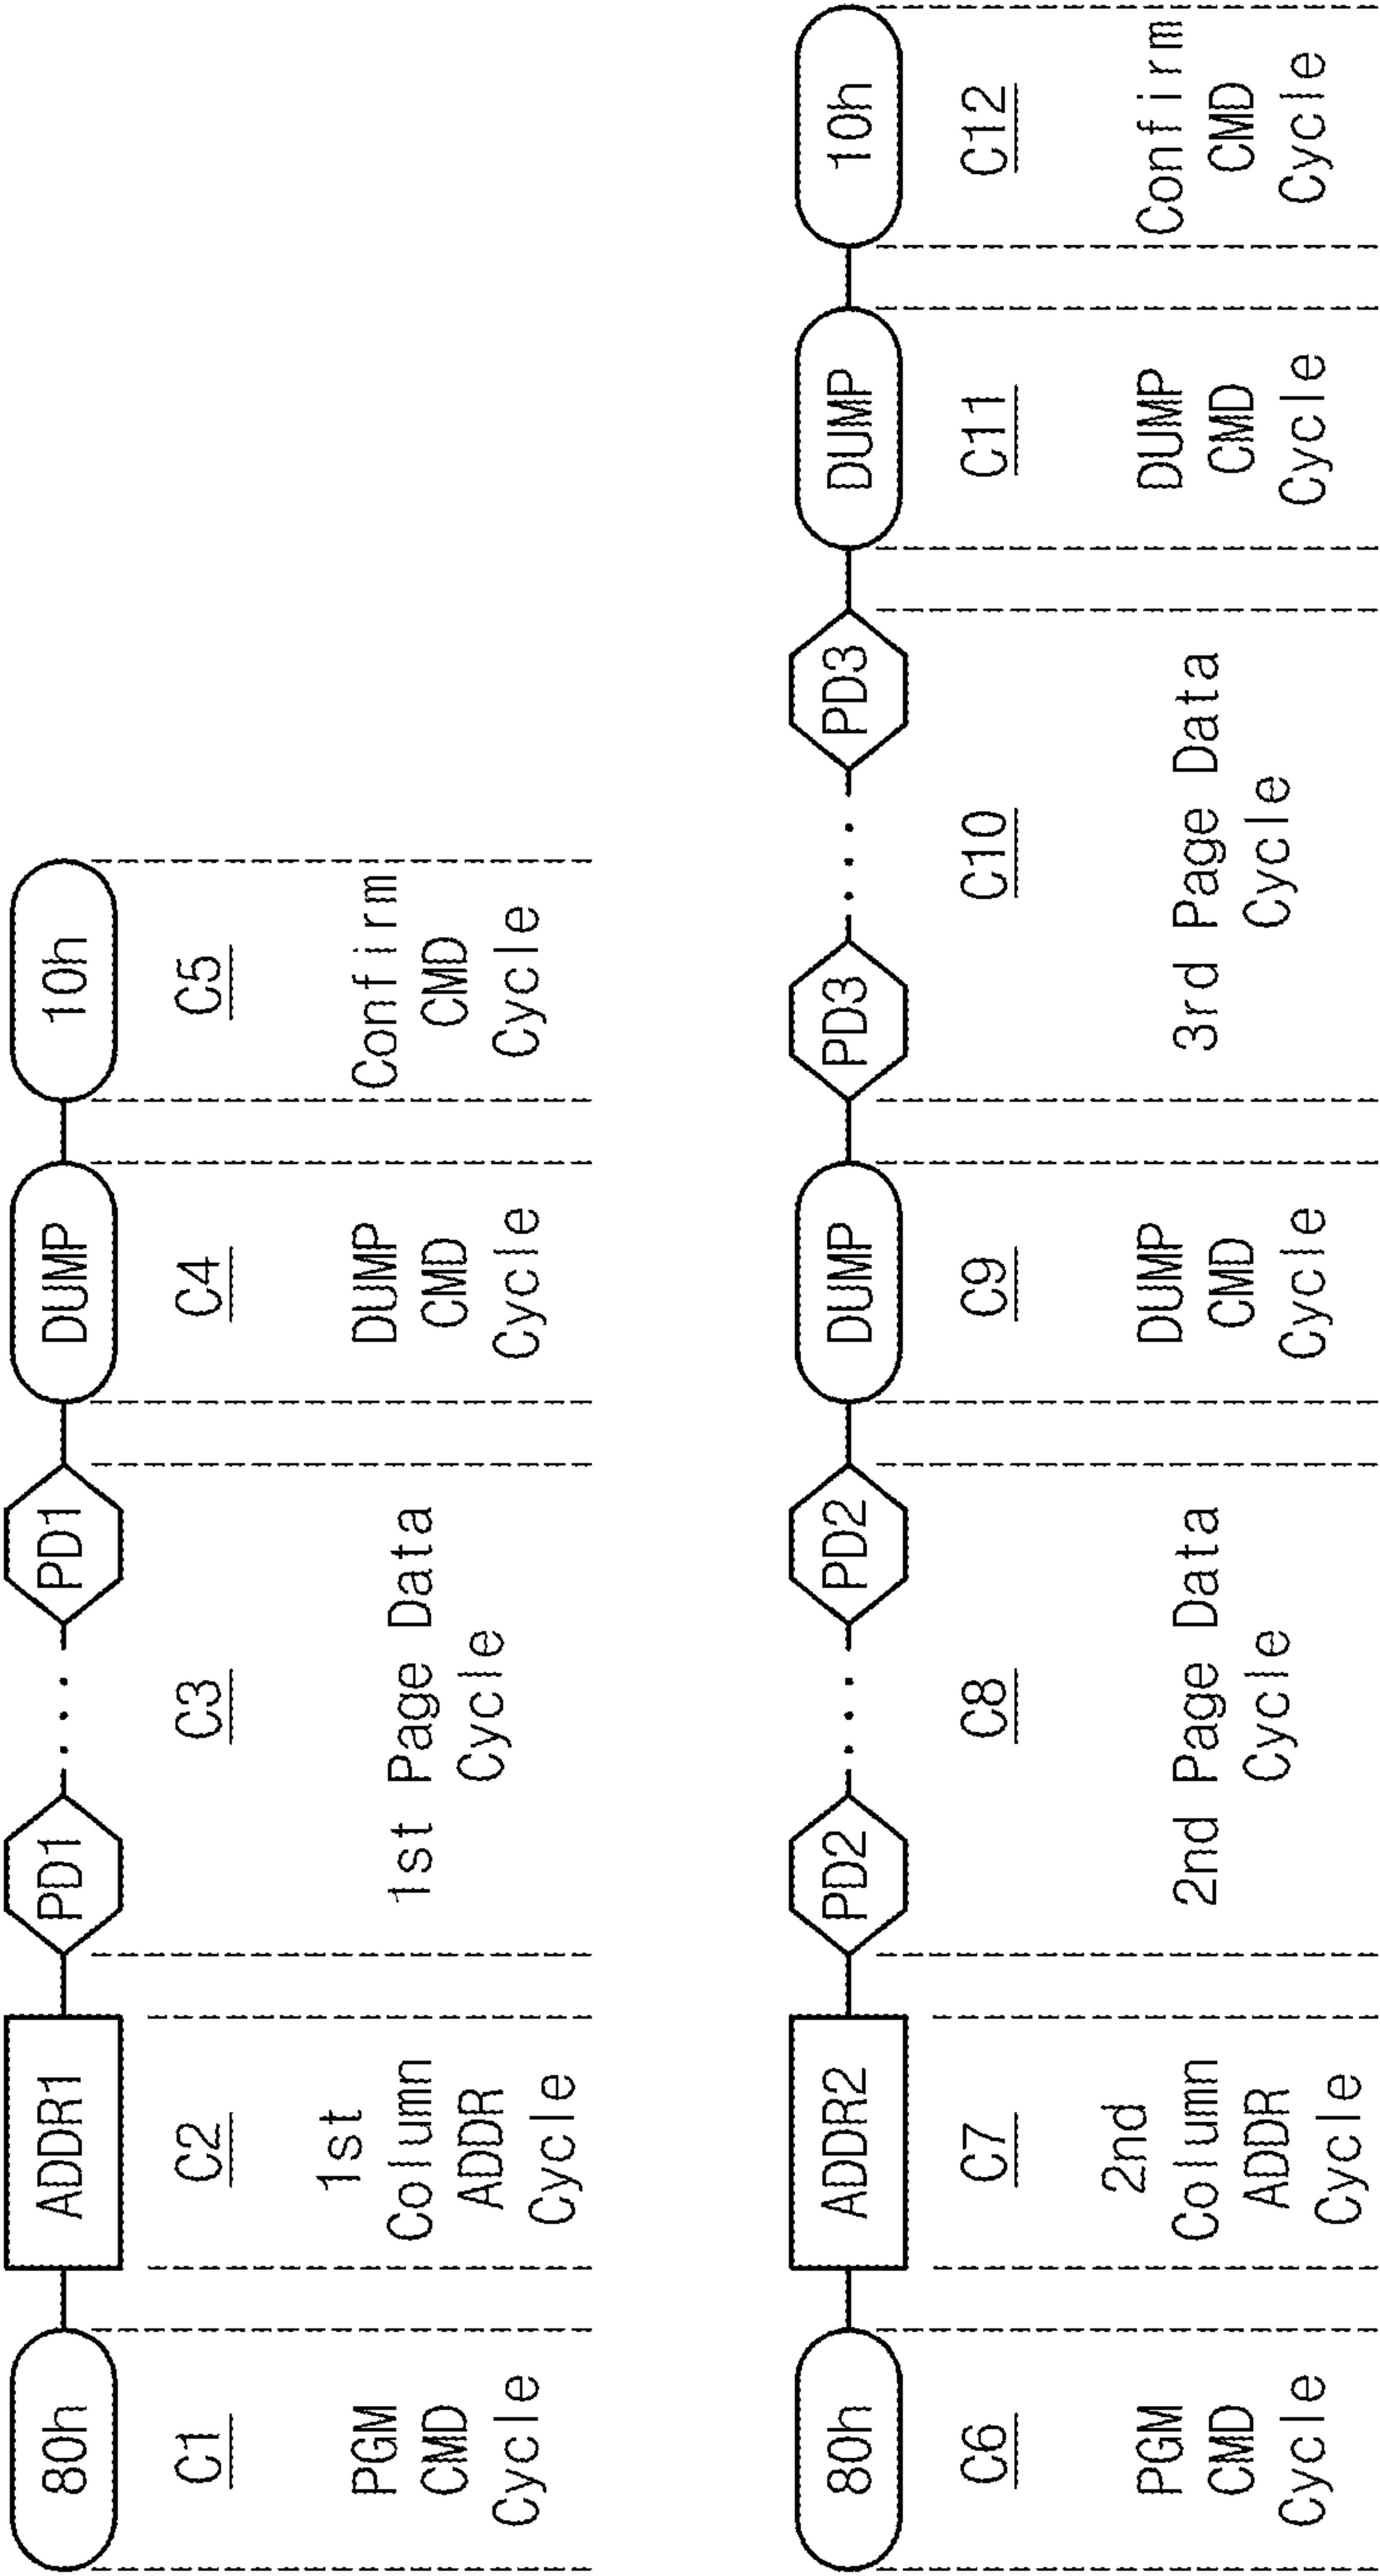 80h ADDR1 PD1 PD1 DUMP 10h
C1 C2 C3 C4 C5
PGM
CMD
Cycle
1st
Column
ADDR
Cycle
1st Page Data
Cycle
DUMP
CMD
Cycle
Confirm
CMD
Cycle
80h ADDR2 PD2 PD2 DUMP PD3 PD3 DUMP 10h
C6 C7 C8 C9 C10 C11 C12
PGM
CMD
Cycle
2nd
Column
ADDR
Cycle
2nd Page Data
Cycle
DUMP
CMD
Cycle
3rd Page Data
Cycle
DUMP
CMD
Cycle
Confirm
CMD
Cycle